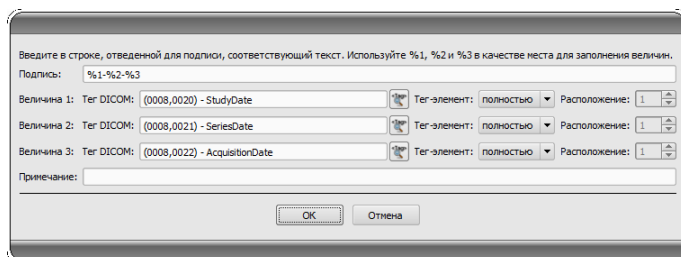 Введите в строке, отведенной для подписи, соответствующий текст. Используйте %1, %2 и %3 в качестве места для заполнения величин.
Подпись: %1-%2-%3
Величина 1: Тег DICOM: (0008,0020) - StudyDate Тег-элемент: полностью Расположение: 1
Величина 2: Тег DICOM: (0008,0021) - SeriesDate Тег-элемент: полностью Расположение: 1
Величина 3: Тег DICOM: (0008,0022) - AcquisitionDate Тег-элемент: полностью Расположение: 1
Примечание:
OK Отмена